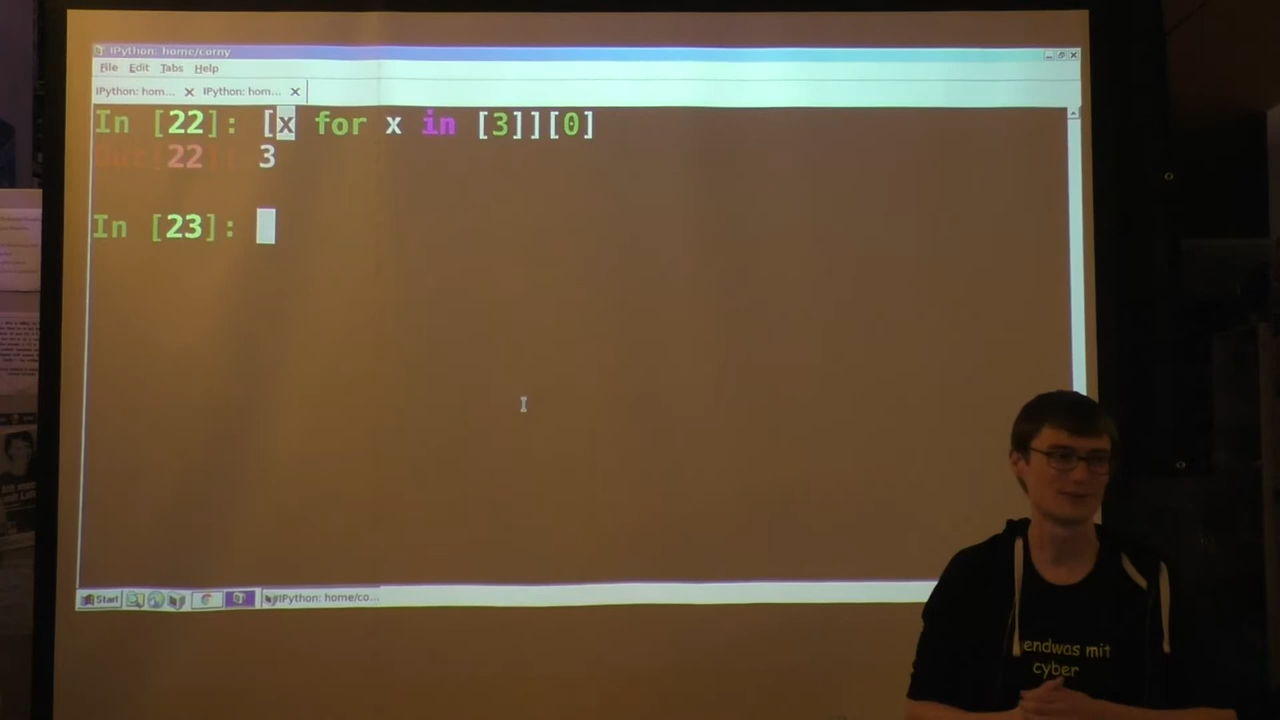 IPython: home/corny
File Edit Tabs Help
IPython: hom... IPython: hom...
In [22]: [x for x in [3]][0]
Out[22]: 3
In [23]:
Start IPython: home/co...
endwas mit
cyber